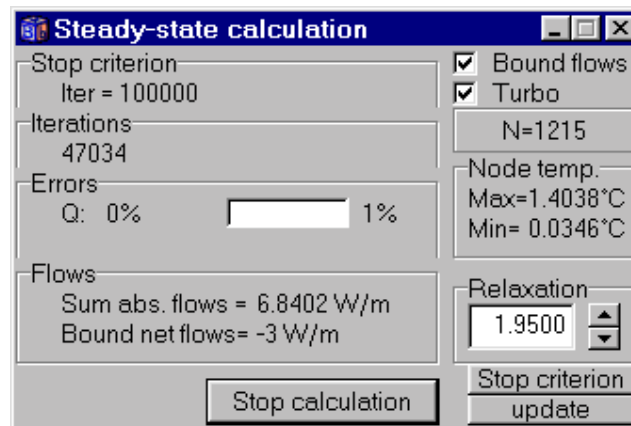 Steady-state calculation
Stop criterion
Iter = 100000
Iterations
47034
Errors
Q: 0% 1%
Flows
Sum abs. flows = 6.8402 W/m
Bound net flows= -3 W/m
Stop calculation
Bound flows
Turbo
N=1215
Node temp.
Max=1.4038°C
Min= 0.0346°C
Relaxation
1.9500
Stop criterion
update